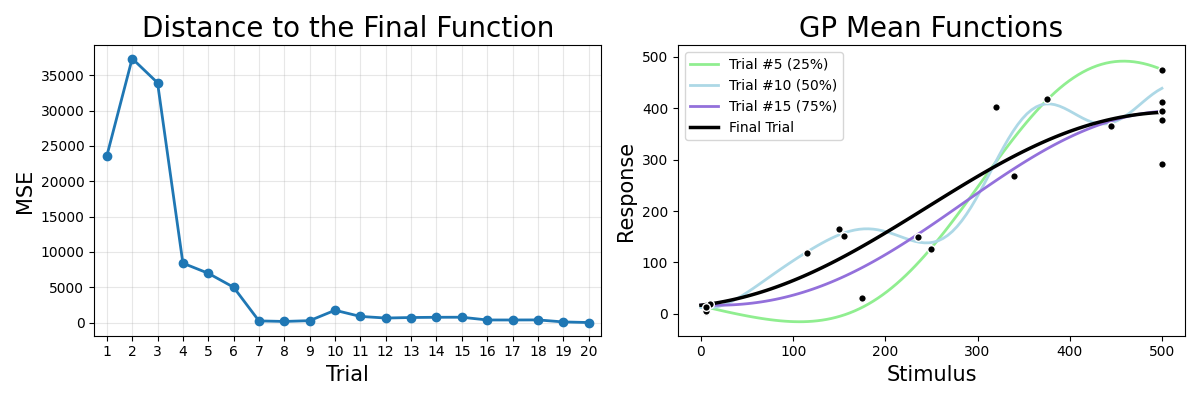 Distance to the Final Function
MSE
35000
30000
25000
20000
15000
10000
5000
0
1 2 3 4 5 6 7 8 9 10 11 12 13 14 15 16 17 18 19 20
Trial
GP Mean Functions
Response
500
400
300
200
100
0
Trial #5 (25%)
Trial #10 (50%)
Trial #15 (75%)
Final Trial
0 100 200 300 400 500
Stimulus